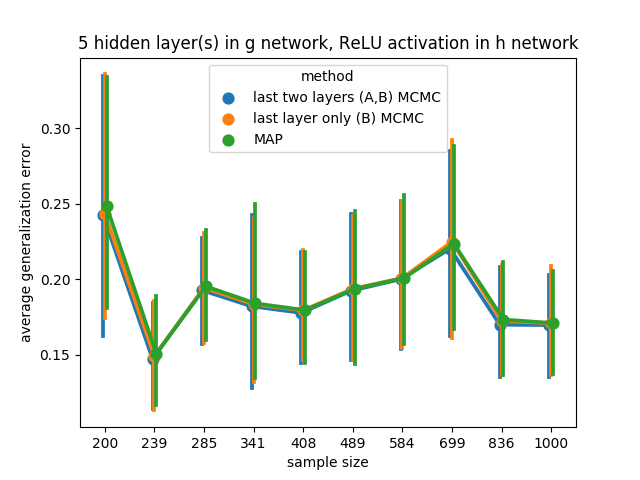 5 hidden layer(s) in g network, ReLU activation in h network
method
last two layers (A,B) MCMC
last layer only (B) MCMC
MAP
average generalization error
0.30
0.25
0.20
0.15
200 239 285 341 408 489 584 699 836 1000
sample size